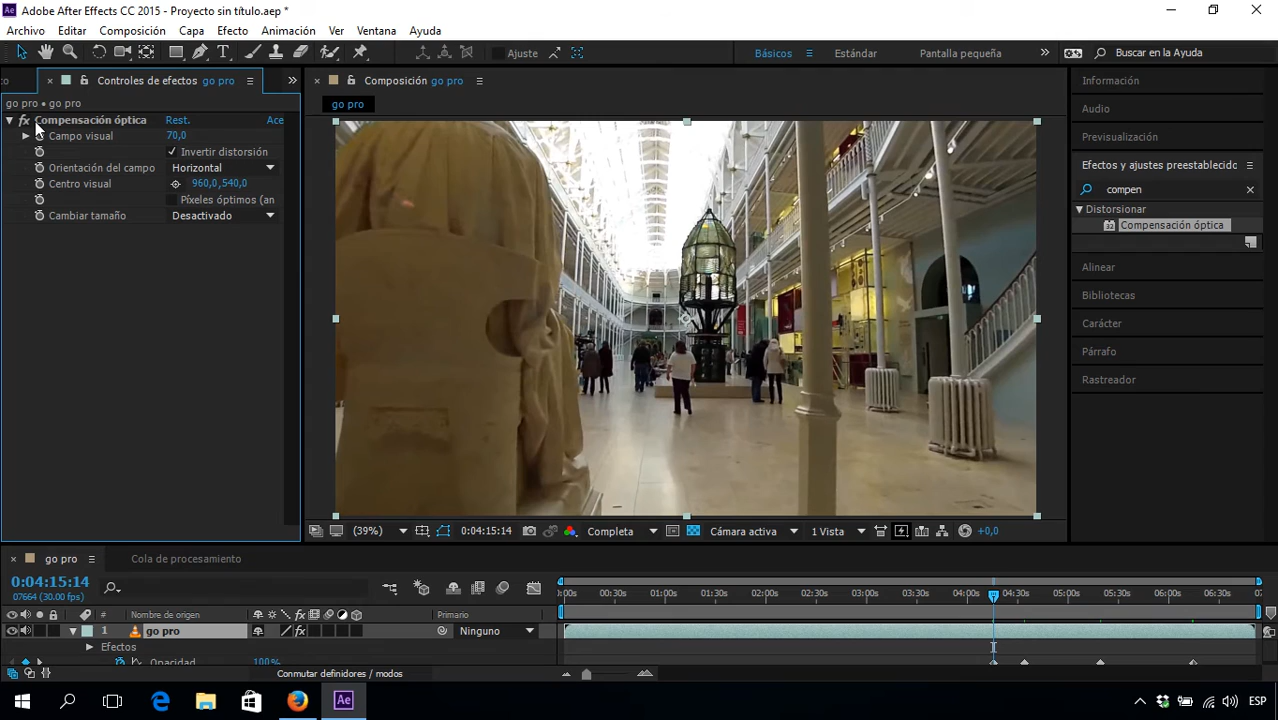 Adobe After Effects CC 2015 - Proyecto sin título.aep *
Archivo Editar Composición Capa Efecto Animación Ver Ventana Ayuda
Ajuste Básicos Estándar Pantalla pequeña Buscar en la Ayuda
Controles de efectos go pro
Composición go pro
Información
go pro • go pro
go pro
Audio
Compensación óptica Rest. Ace
Campo visual 70,0
Previsualización
Invertir distorsión
Orientación del campo Horizontal
Efectos y ajustes preestablecido
Centro visual 960,0,540,0
compen
Píxeles óptimos (an
Distorsionar
Cambiar tamaño Desactivado
Compensación óptica
Alinear
Bibliotecas
Carácter
Párrafo
Rastreador
(39%) 0:04:15:14 Completa Cámara activa 1 Vista +0,0
go pro Cola de procesamiento
0:04:15:14
07664 (30.00 fps)
:00s 00:30s 01:00s 01:30s 02:00s 02:30s 03:00s 03:30s 04:00s 04:30s 05:00s 05:30s 06:00s 06:30s 07:0
# Nombre de origen Primario
1 go pro Ninguno
Efectos
Opacidad 100%
Conmutar definidores / modos
ESP